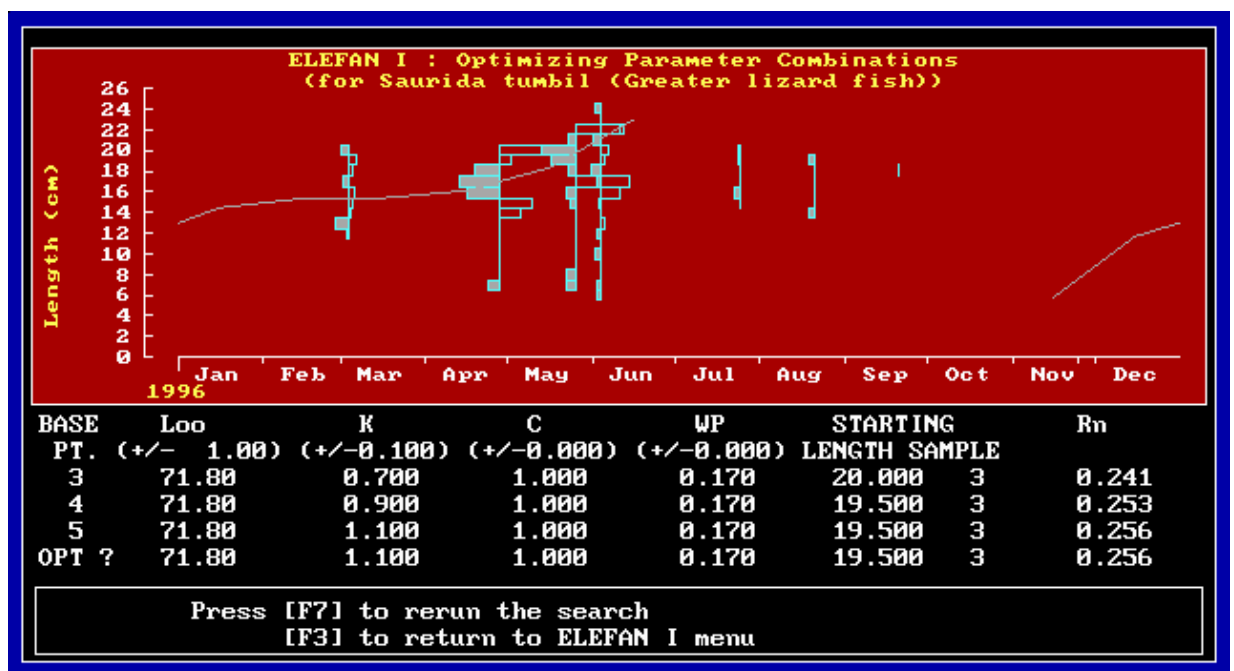 ELEFAN I : Optimizing Parameter Combinations
(for Saurida tumbil (Greater lizard fish))
Length (cm)
26
24
22
20
18
16
14
12
10
8
6
4
2
0
Jan Feb Mar Apr May Jun Jul Aug Sep Oct Nov Dec
1996
BASE Loo K C WP STARTING Rn
PT. (+/- 1.00) (+/-0.100) (+/-0.000) (+/-0.000) LENGTH SAMPLE
3 71.80 0.700 1.000 0.170 20.000 3 0.241
4 71.80 0.900 1.000 0.170 19.500 3 0.253
5 71.80 1.100 1.000 0.170 19.500 3 0.256
OPT ? 71.80 1.100 1.000 0.170 19.500 3 0.256
Press [F7] to rerun the search
[F3] to return to ELEFAN I menu